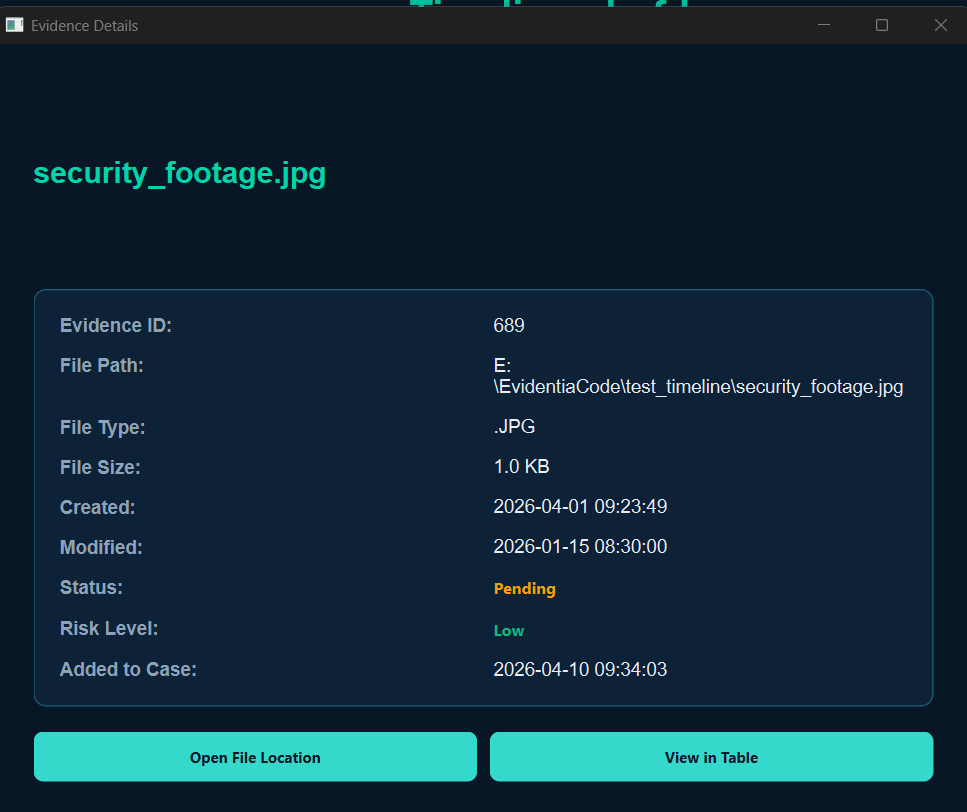 Evidence Details
security_footage.jpg
Evidence ID: 689
File Path: E:
\EvidentiaCode\test_timeline\security_footage.jpg
File Type: .JPG
File Size: 1.0 KB
Created: 2026-04-01 09:23:49
Modified: 2026-01-15 08:30:00
Status: Pending
Risk Level: Low
Added to Case: 2026-04-10 09:34:03
Open File Location
View in Table